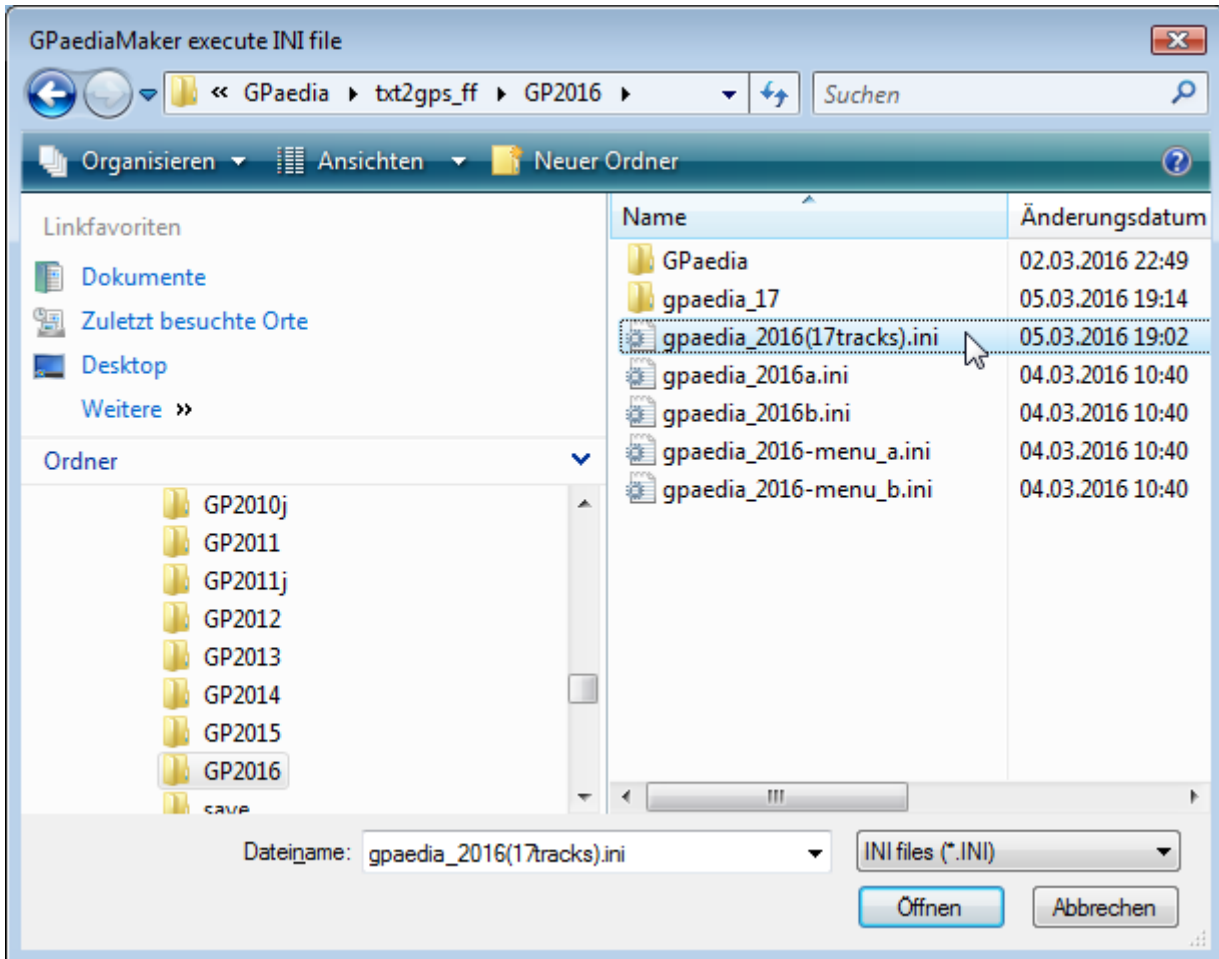 GPaediaMaker execute INI file
« GPaedia ▸ txt2gps_ff ▸ GP2016 ▸ Suchen
Organisieren Ansichten Neuer Ordner
Linkfavoriten
Dokumente
Zuletzt besuchte Orte
Desktop
Weitere »
Ordner
GP2010j
GP2011
GP2011j
GP2012
GP2013
GP2014
GP2015
GP2016
save
Name Änderungsdatum
GPaedia 02.03.2016 22:49
gpaedia_17 05.03.2016 19:14
gpaedia_2016(17tracks).ini 05.03.2016 19:02
gpaedia_2016a.ini 04.03.2016 10:40
gpaedia_2016b.ini 04.03.2016 10:40
gpaedia_2016-menu_a.ini 04.03.2016 10:40
gpaedia_2016-menu_b.ini 04.03.2016 10:40
Dateiname: gpaedia_2016(17tracks).ini INI files (*.INI)
Öffnen Abbrechen